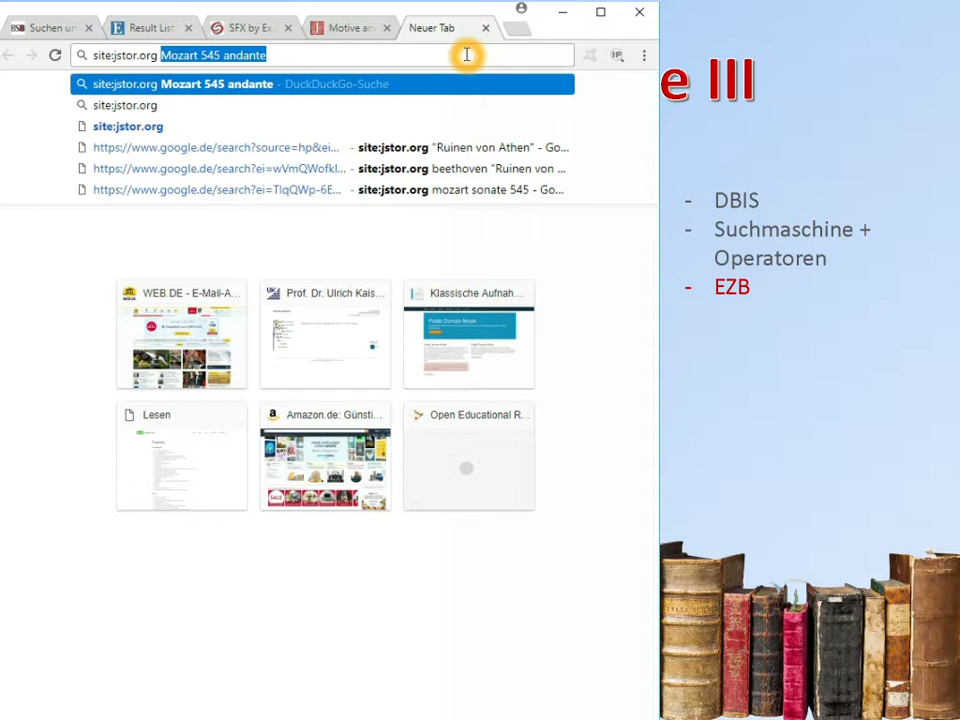 BSB Suchen un
Result List
SFX by Ex
Motive an
Neuer Tab
site:jstor.org Mozart 545 andante
site:jstor.org Mozart 545 andante - DuckDuckGo-Suche
site:jstor.org
site:jstor.org
https://www.google.de/search?source=hp&ei... - site:jstor.org "Ruinen von Athen" - Go...
https://www.google.de/search?ei=wVmQWofkI... - site:jstor.org beethoven "Ruinen von ...
https://www.google.de/search?ei=TlqQWp-6E... - site:jstor.org mozart sonate 545 - Go...
WEB.DE - E-Mail-A...
Prof. Dr. Ulrich Kais...
Klassische Aufnah...
Lesen
Amazon.de: Günsti...
Open Educational R...
e III
- DBIS
- Suchmaschine +
Operatoren
- EZB